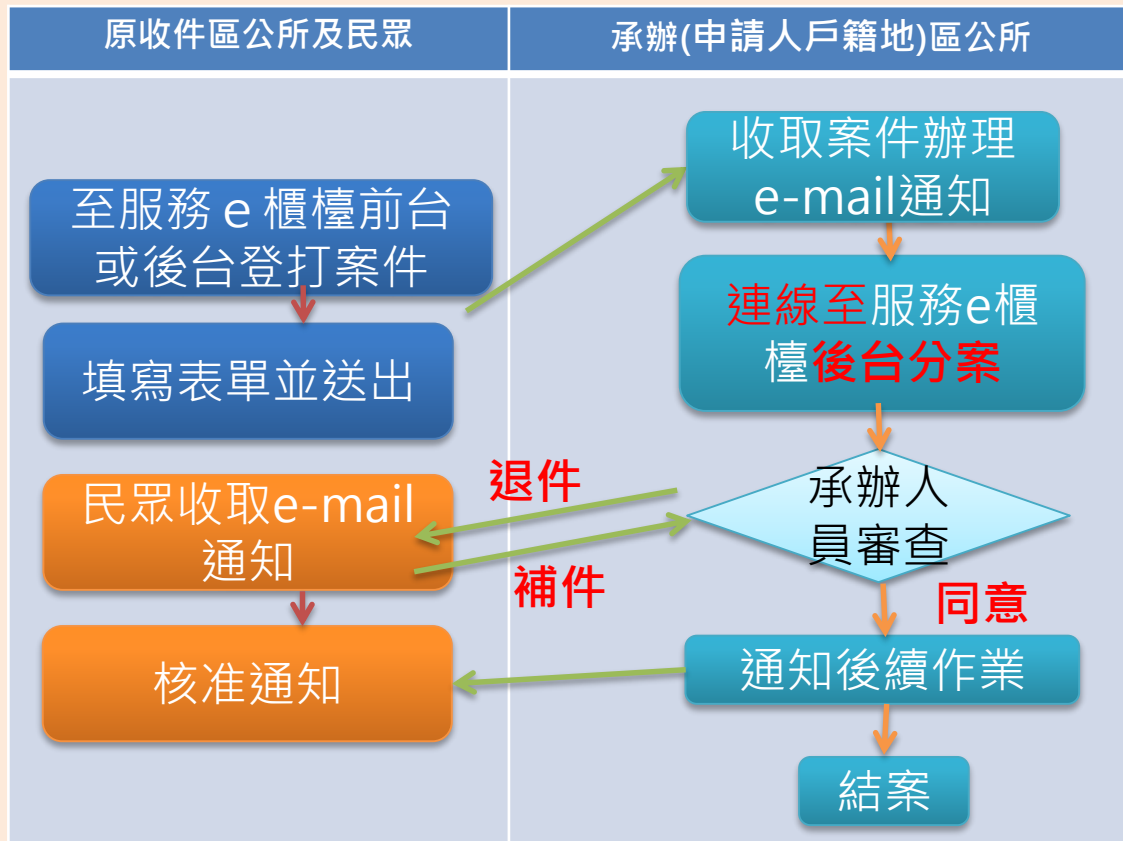 原收件區公所及民眾
承辦(申請人戶籍地)區公所
至服務 e 櫃檯前台
或後台登打案件
填寫表單並送出
民眾收取e-mail
通知
核准通知
收取案件辦理
e-mail通知
連線至服務e櫃
檯後台分案
承辦人
員審查
退件
補件
同意
通知後續作業
結案